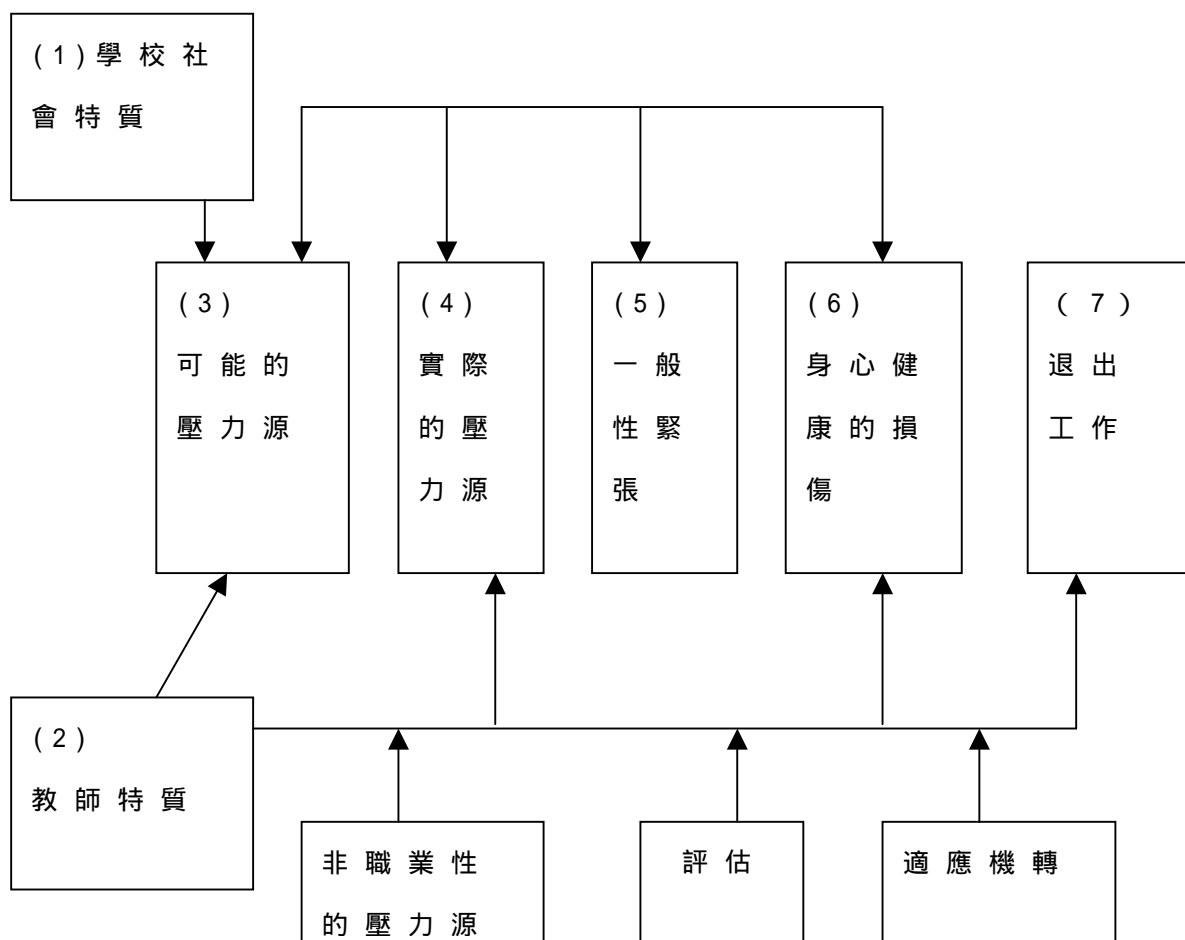 (1)學校社
會特質
(3)
可能的
壓力源
(4)
實際
的壓
力源
(5)
一般
性緊
張
(6)
身心健
康的損
傷
(7)
退出
工作
(2)
教師特質
非職業性
的壓力源
評估
適應機轉